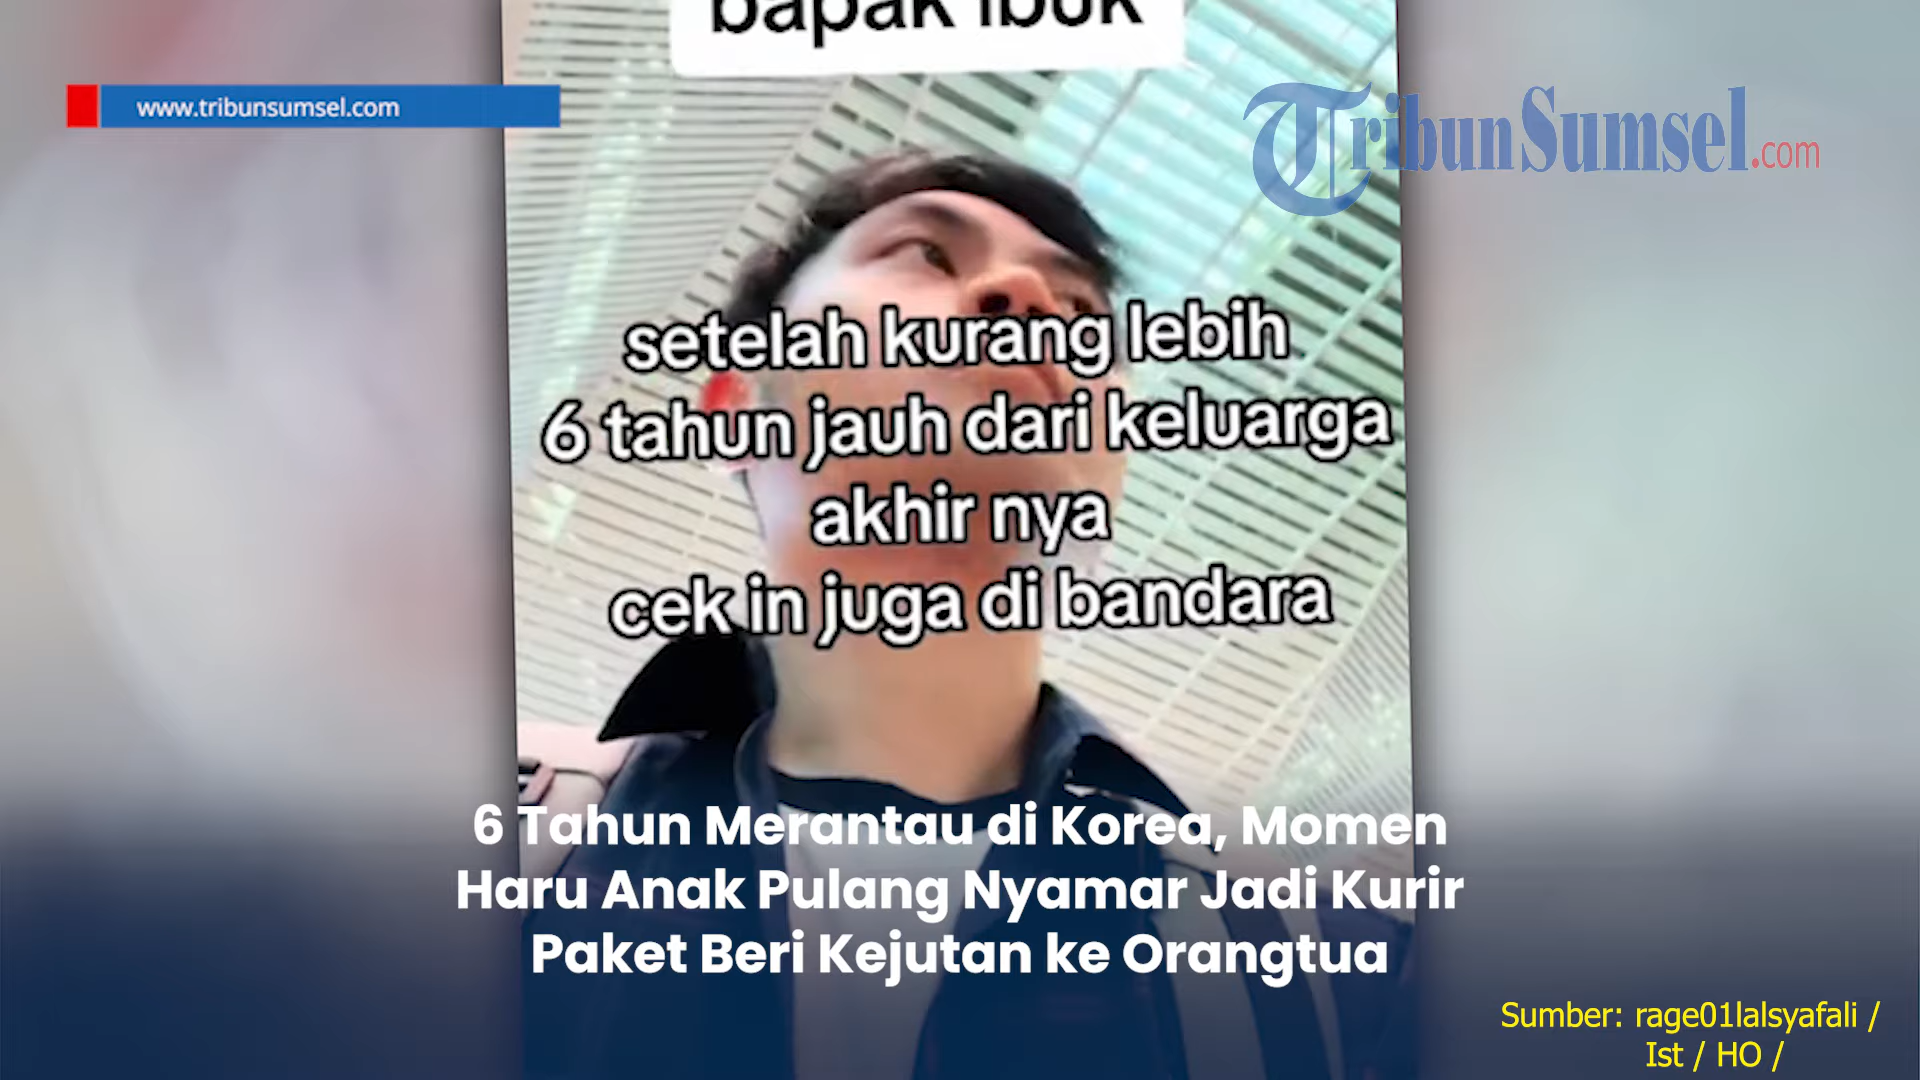 bapak ibuk
www.tribunsumsel.com
TribunSumsel.com
setelah kurang lebih
6 tahun jauh dari keluarga
akhir nya
cek in juga di bandara
6 Tahun Merantau di Korea, Momen
Haru Anak Pulang Nyamar Jadi Kurir
Paket Beri Kejutan ke Orangtua
Sumber: rage01lalsyafali /
Ist / HO /